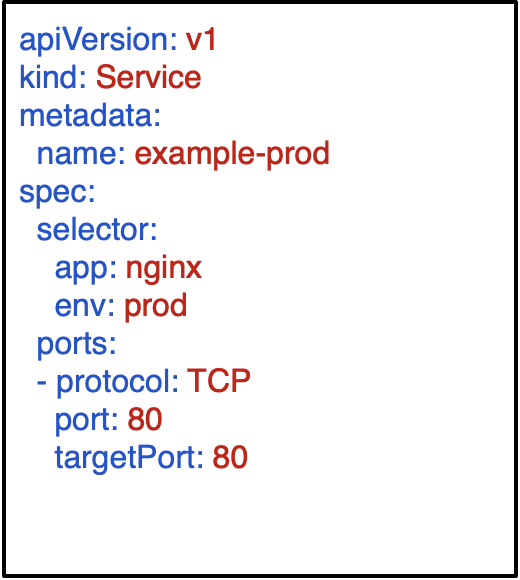 apiVersion: v1
kind: Service
metadata:
  name: example-prod
spec:
  selector:
    app: nginx
    env: prod
  ports:
  - protocol: TCP
    port: 80
    targetPort: 80